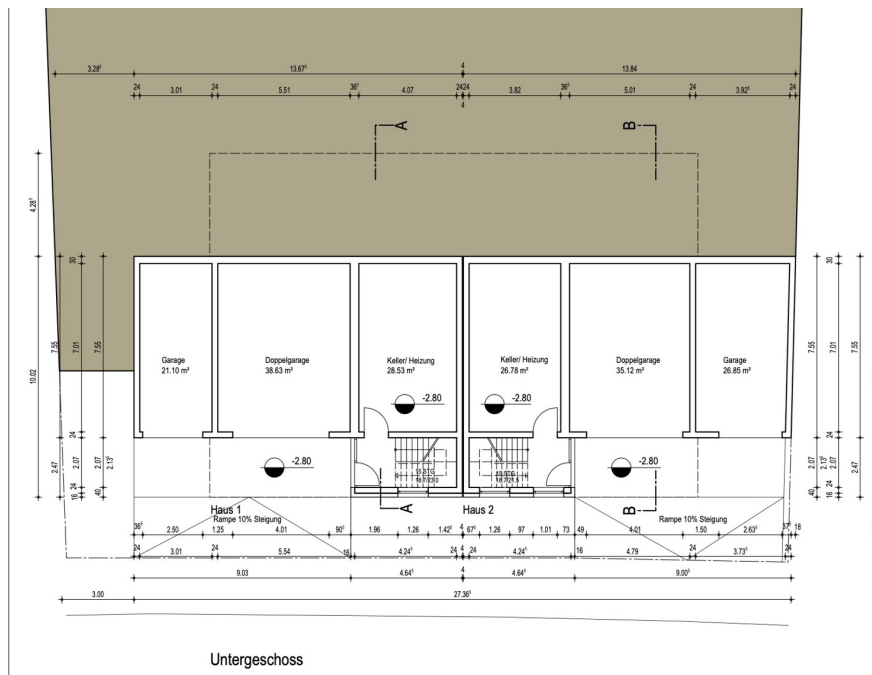 4
3.28⁵ 13.67⁵ 13.84
24 3.01 24 5.51 36⁵ 4.07 24 24 3.82 36⁵ 5.01 24 3.92⁵ 24
4
A B
4.28⁵
30 30
7.55 7.01 7.55 7.55 7.01 7.55
10.02
Garage
21.10 m²
Doppelgarage
38.63 m²
Keller/ Heizung
28.53 m²
Keller/ Heizung
26.78 m²
Doppelgarage
35.12 m²
Garage
26.85 m²
-2.80 -2.80
24 24
2.47 2.07 2.07 2.13⁵ 2.07 2.07 2.13⁵ 2.47
-2.80 -2.80
15 STG
24 24
40 16 40 16
A B
Haus 1 Haus 2
Rampe 10% Steigung Rampe 10% Steigung
36⁵ 2.50 1.25 4.01 90⁵ 1.96 1.26 1.42⁵ 4 67⁵ 1.26 97 1.01 73 49 4.01 1.50 2.63⁵ 37⁵ 18
24 3.01 24 5.54 16 4.24⁵ 24 4 24 4.24⁵ 16 4.79 24 3.73⁵ 24
9.03 4.64⁵ 4 4.64⁵ 9.00⁵
3.00 27.36⁵
Untergeschoss